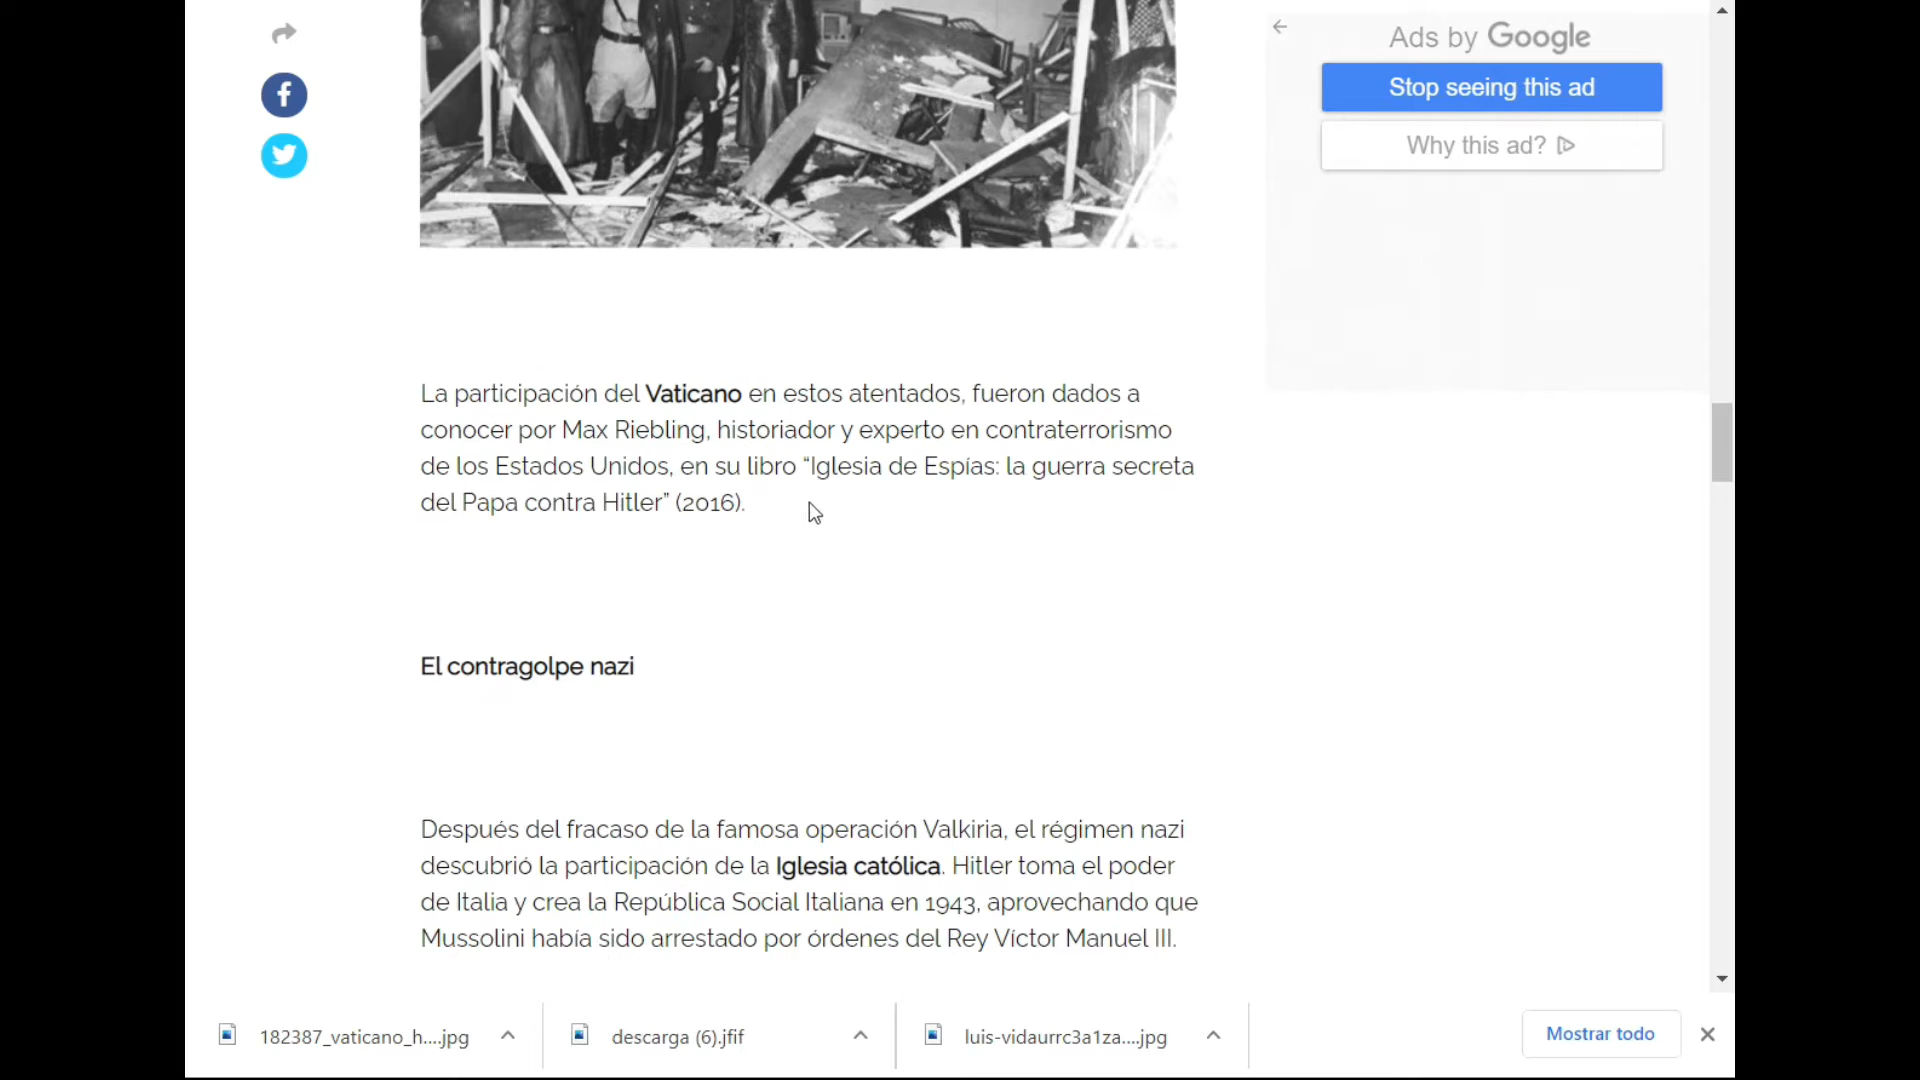 Ads by Google
Stop seeing this ad
Why this ad?
La participación del Vaticano en estos atentados, fueron dados a
conocer por Max Riebling, historiador y experto en contraterrorismo
de los Estados Unidos, en su libro “Iglesia de Espías: la guerra secreta
del Papa contra Hitler” (2016).
El contragolpe nazi
Después del fracaso de la famosa operación Valkiria, el régimen nazi
descubrió la participación de la Iglesia católica. Hitler toma el poder
de Italia y crea la República Social Italiana en 1943, aprovechando que
Mussolini había sido arrestado por órdenes del Rey Víctor Manuel III.
182387_vaticano_h....jpg
descarga (6).jfif
luis-vidaurrc3a1za....jpg
Mostrar todo